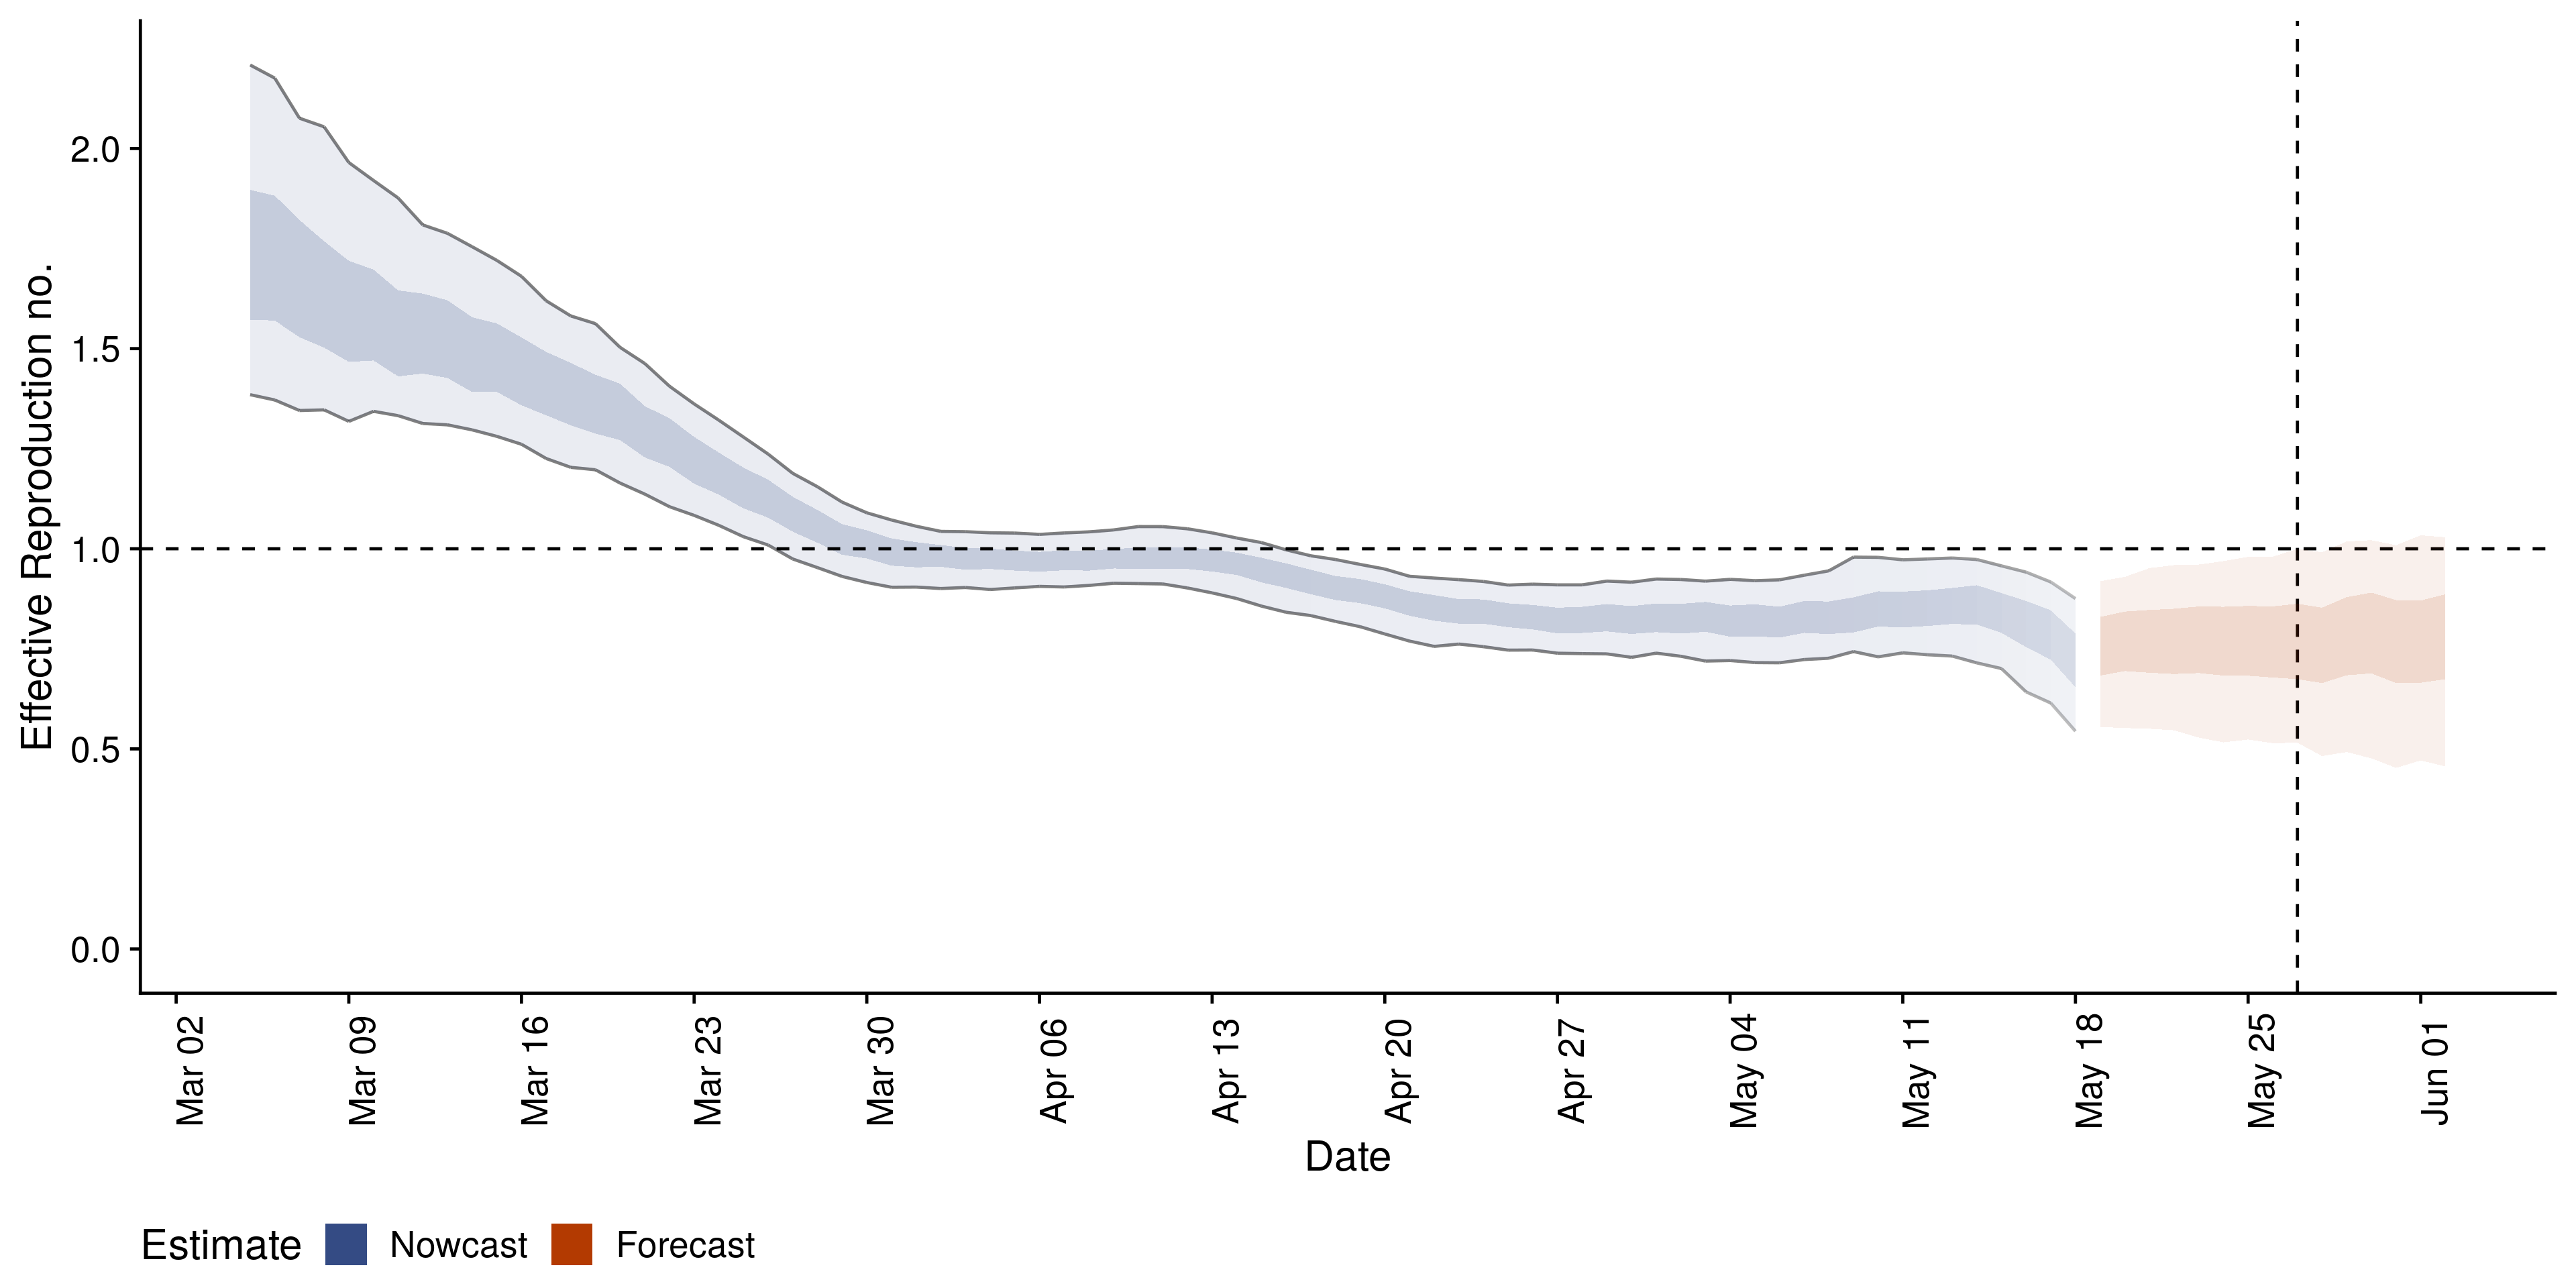 Effective Reproduction no.
2.0
1.5
1.0
0.5
0.0
Mar 02
Mar 09
Mar 16
Mar 23
Mar 30
Apr 06
Apr 13
Apr 20
Apr 27
May 04
May 11
May 18
May 25
Jun 01
Date
Estimate Nowcast Forecast